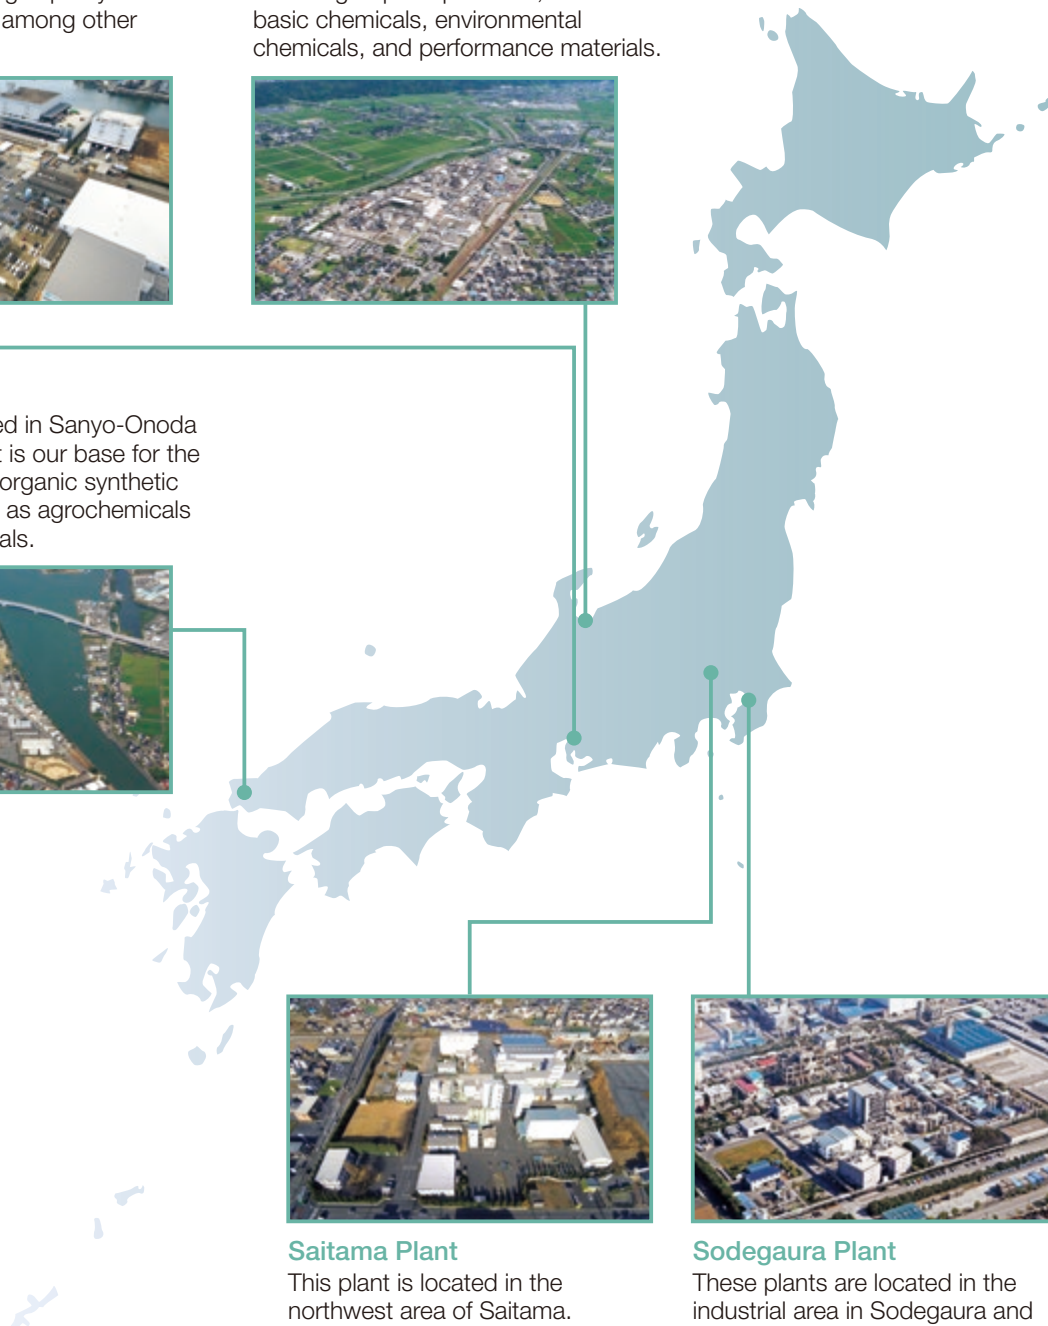 among other
basic chemicals, environmental
chemicals, and performance materials.
in Sanyo-Onoda
is our base for the
organic synthetic
as agrochemicals
Saitama Plant
This plant is located in the
northwest area of Saitama.
Sodegaura Plant
These plants are located in the
industrial area in Sodegaura and